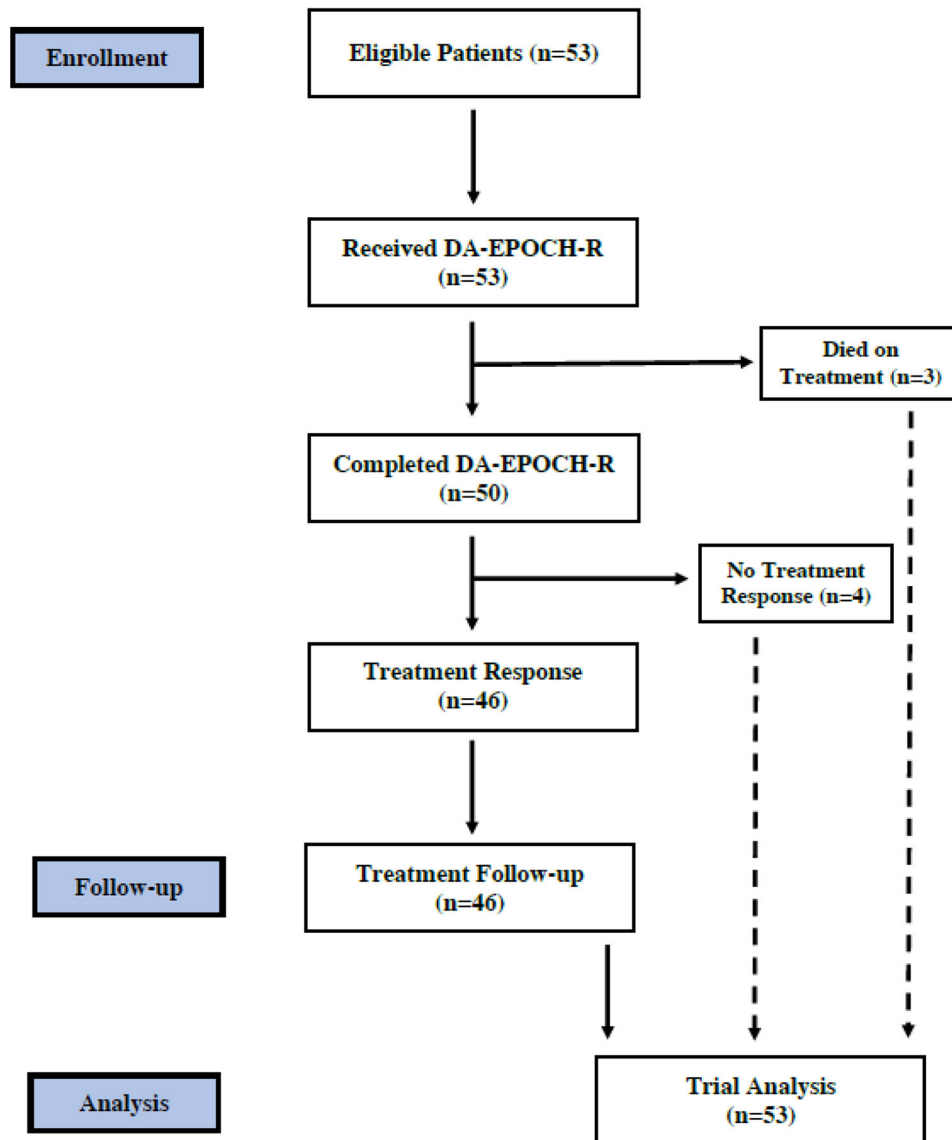 Enrollment
Eligible Patients (n=53)
Received DA-EPOCH-R
(n=53)
Died on
Treatment (n=3)
Completed DA-EPOCH-R
(n=50)
No Treatment
Response (n=4)
Treatment Response
(n=46)
Follow-up
Treatment Follow-up
(n=46)
Analysis
Trial Analysis
(n=53)